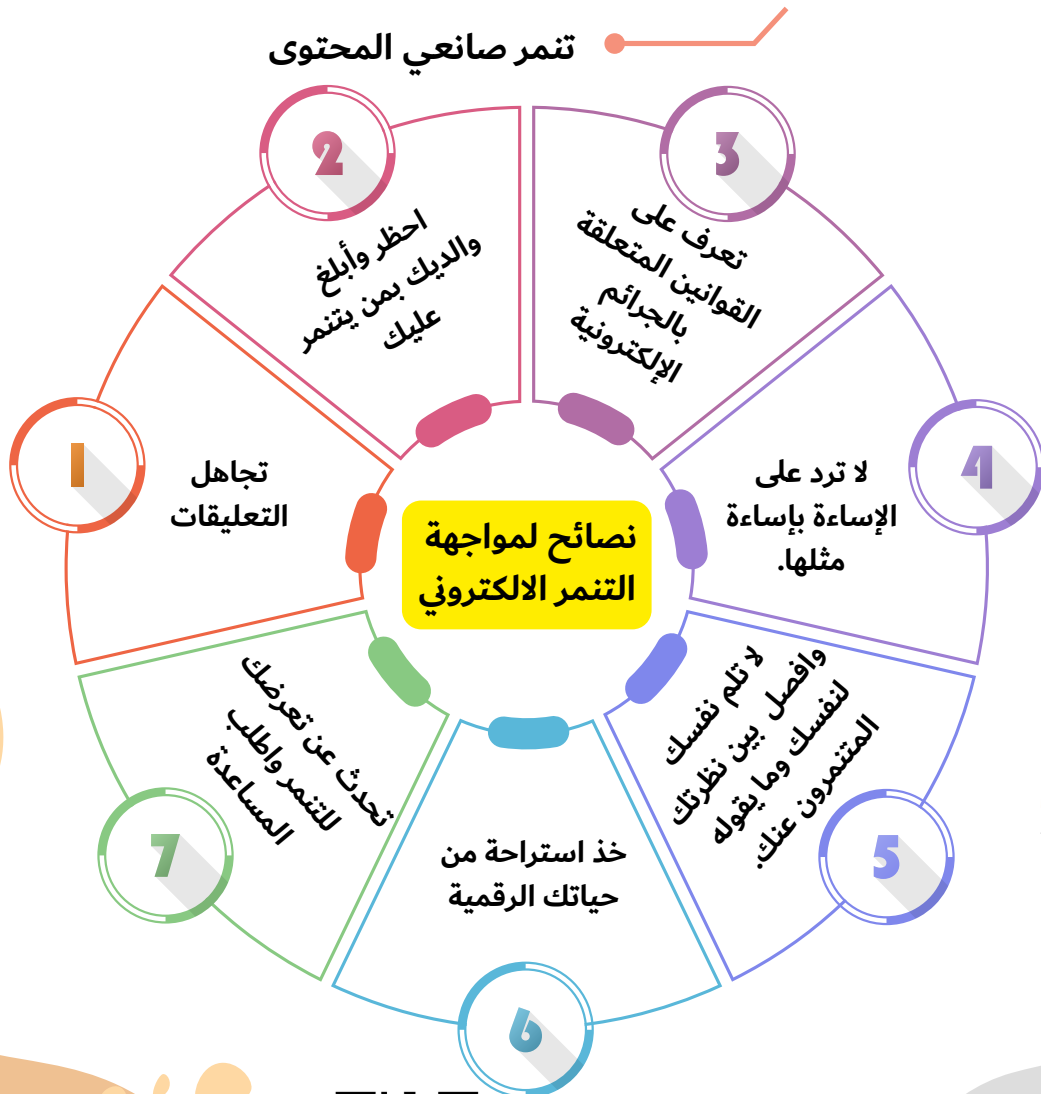 تنمر صانعي المحتوى
نصائح لمواجهة
التنمر الالكتروني
1
تجاهل
التعليقات
2
احظر وأبلغ
والديك بمن يتنمر
عليك
3
تعرف على
القوانين المتعلقة
بالجرائم
الإلكترونية
4
لا ترد على
الإساءة بإساءة
مثلها.
5
لا تلم نفسك
وافصل بين نظرتك
لنفسك وما يقوله
المتنمرون عنك.
6
خذ استراحة من
حياتك الرقمية
7
تحدث عن تعرضك
للتنمر واطلب
المساعدة